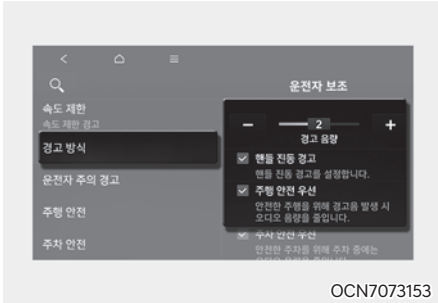 운전자 보조
속도 제한
속도 제한 경고
경고 방식
운전자 주의 경고
주행 안전
주차 안전
− 2 +
경고 음량
핸들 진동 경고
핸들 진동 경고를 설정합니다.
주행 안전 우선
안전한 주행을 위해 경고음 발생 시
오디오 음량을 줄입니다.
주차 안전 우선
안전한 주차를 위해 주차 중에는
OCN7073153